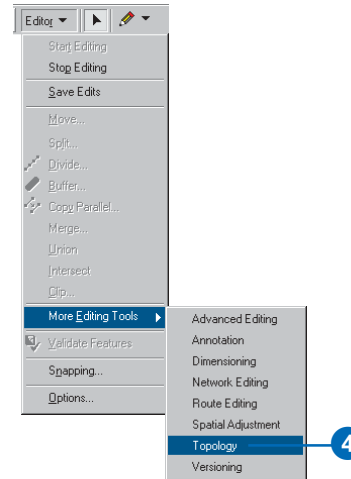 Editor
Start Editing
Stop Editing
Save Edits
Move...
Split...
Divide...
Buffer...
Copy Parallel...
Merge...
Union
Intersect
Clip...
More Editing Tools
Validate Features
Snapping...
Options...
Advanced Editing
Annotation
Dimensioning
Network Editing
Route Editing
Spatial Adjustment
Topology
4
Versioning